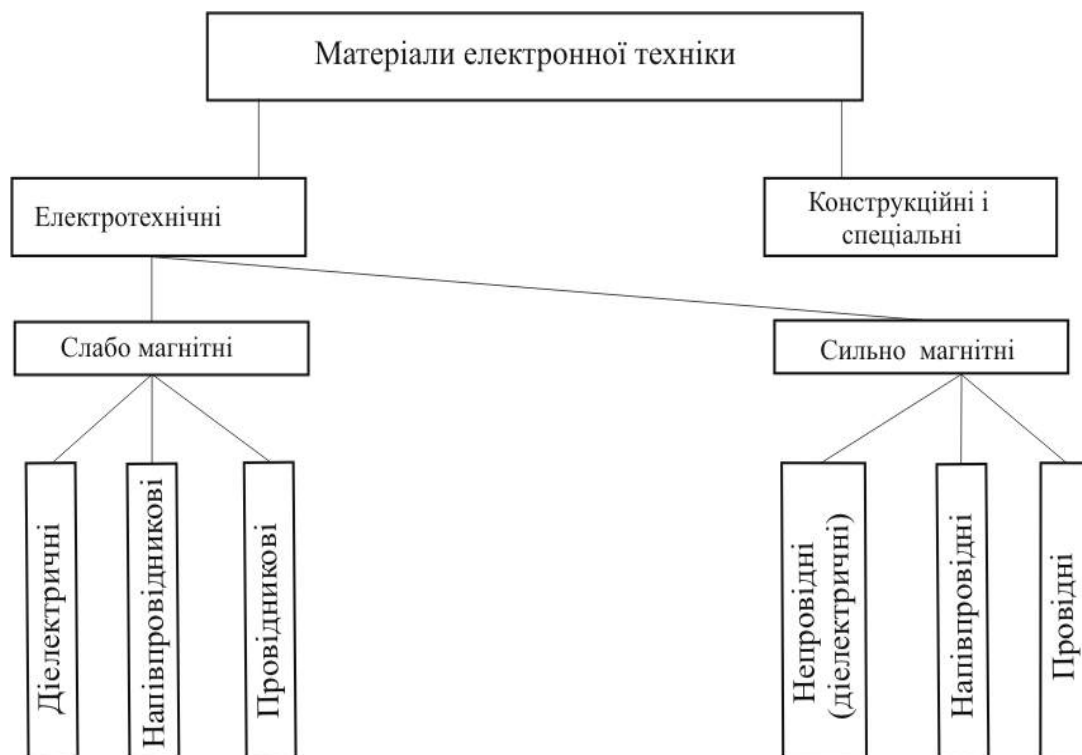 Матеріали електронної техніки
Електротехнічні
Конструкційні і
спеціальні
Слабо магнітні
Сильно магнітні
Діелектричні
Напівпровідникові
Провідникові
Непровідні
(діелектричні)
Напівпровідні
Провідні